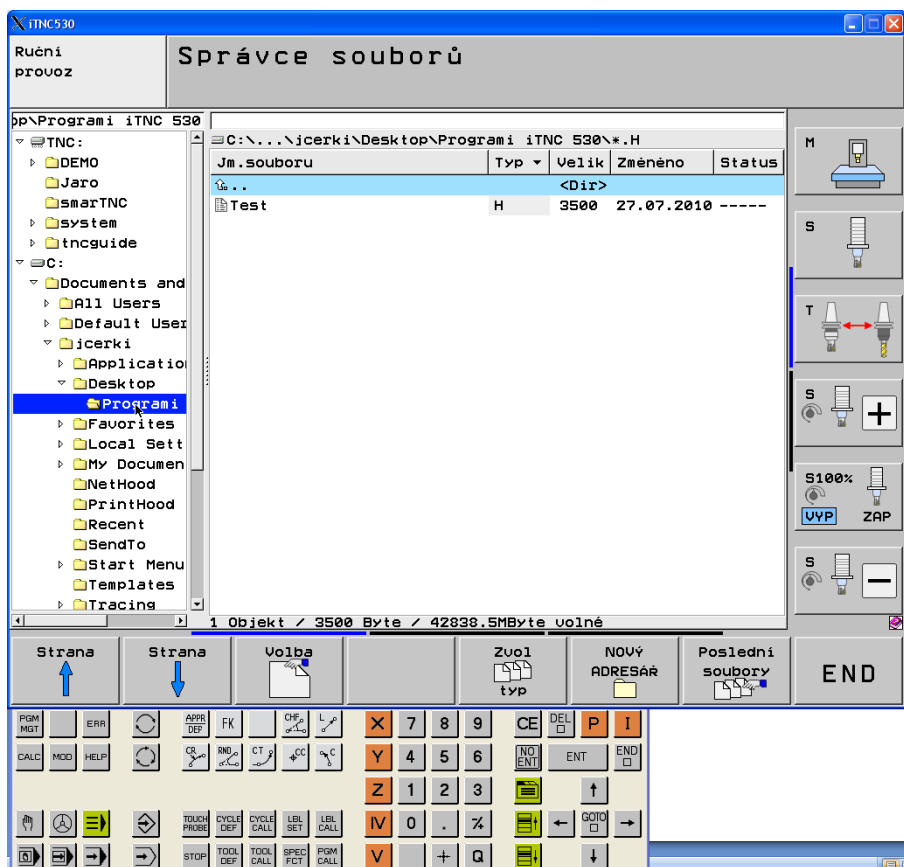 iTNC530
Ruční provoz
Správce souborů
op\Programi iTNC 530
TNC:
DEMO
Jaro
smarTNC
system
tncguide
C:
Documents and
All Users
Default User
jcerki
Applicatio
Desktop
Programi
Favorites
Local Sett
My Documen
NetHood
PrintHood
Recent
SendTo
Start Menu
Templates
Tracing
C:\...\jcerki\Desktop\Programi iTNC 530\*.H
Jm.souboru Typ Velik Změněno Status
.. <Dir>
Test H 3500 27.07.2010 -----
1 Objekt / 3500 Byte / 42838.5MByte volné
M
S
T
S
+
S100%
VYP ZAP
S
-
Strana
Strana
Volba
Zvol typ
NOVÝ ADRESÁŘ
Poslední soubory
END
PGM MGT ERR APPR DEP FK CHF L X 7 8 9 CE DEL P I
CALC MOD HELP CR RND CT CC C Y 4 5 6 NO ENT ENT END
Z 1 2 3
TOUCH PROBE CYCLE DEF CYCLE CALL LBL SET LBL CALL IV 0 . 7/ GOTO
STOP TOOL DEF TOOL CALL SPEC FCT PGM CALL V -/+ Q